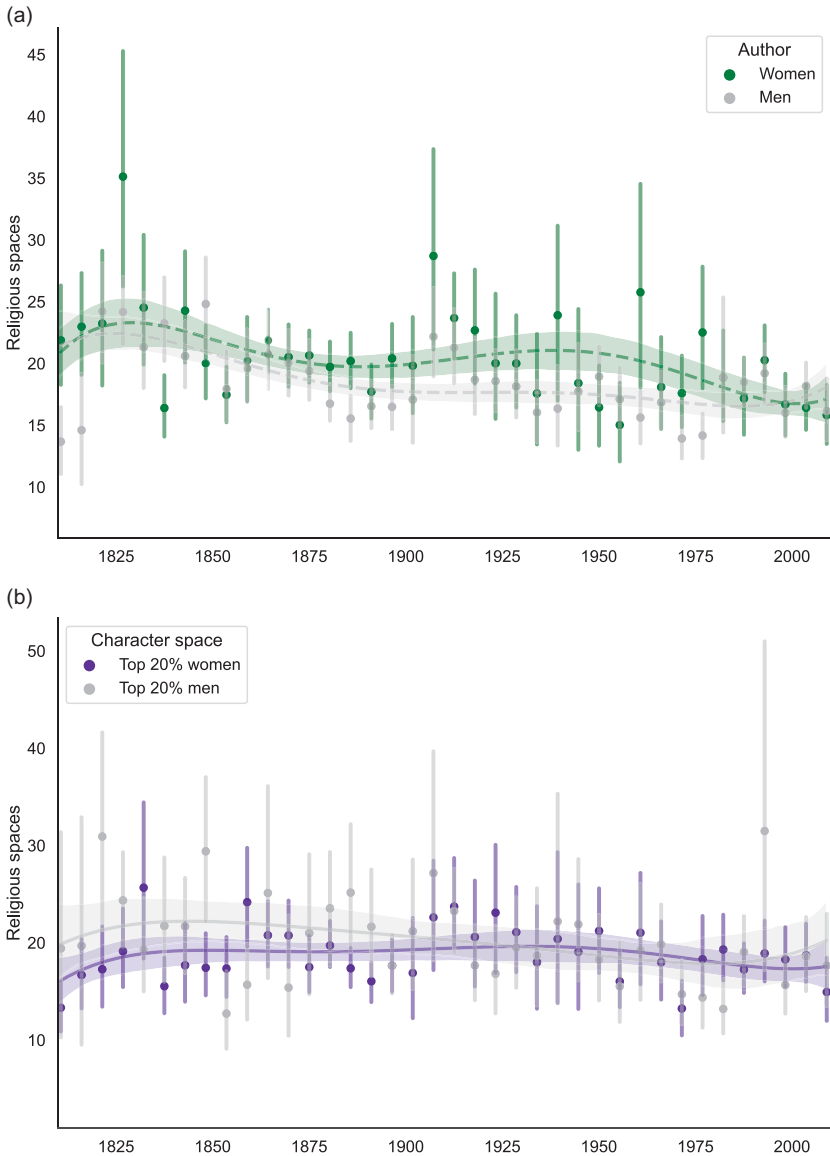 (a)
45
40
35
30
25
20
15
10
Religious spaces
Author
Women
Men
1825 1850 1875 1900 1925 1950 1975 2000
(b)
50
40
30
20
10
Religious spaces
Character space
Top 20% women
Top 20% men
1825 1850 1875 1900 1925 1950 1975 2000